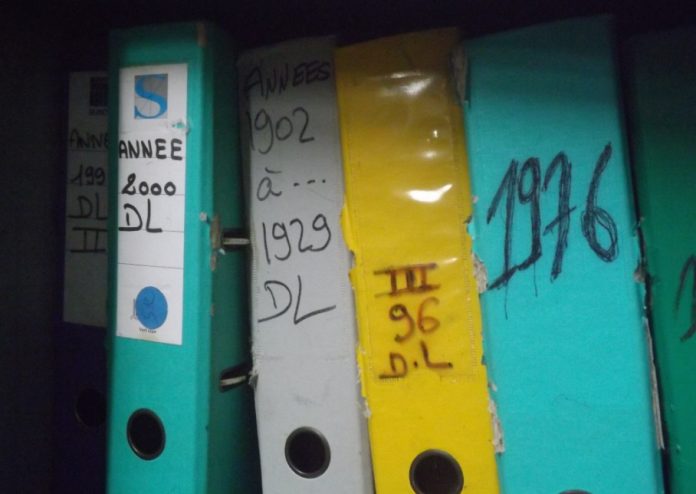 ANNEE
199
DL
II
S
ANNEE
2000
DL
ANNEES
1902
à...
1929
DL
III
96
D.L
1976